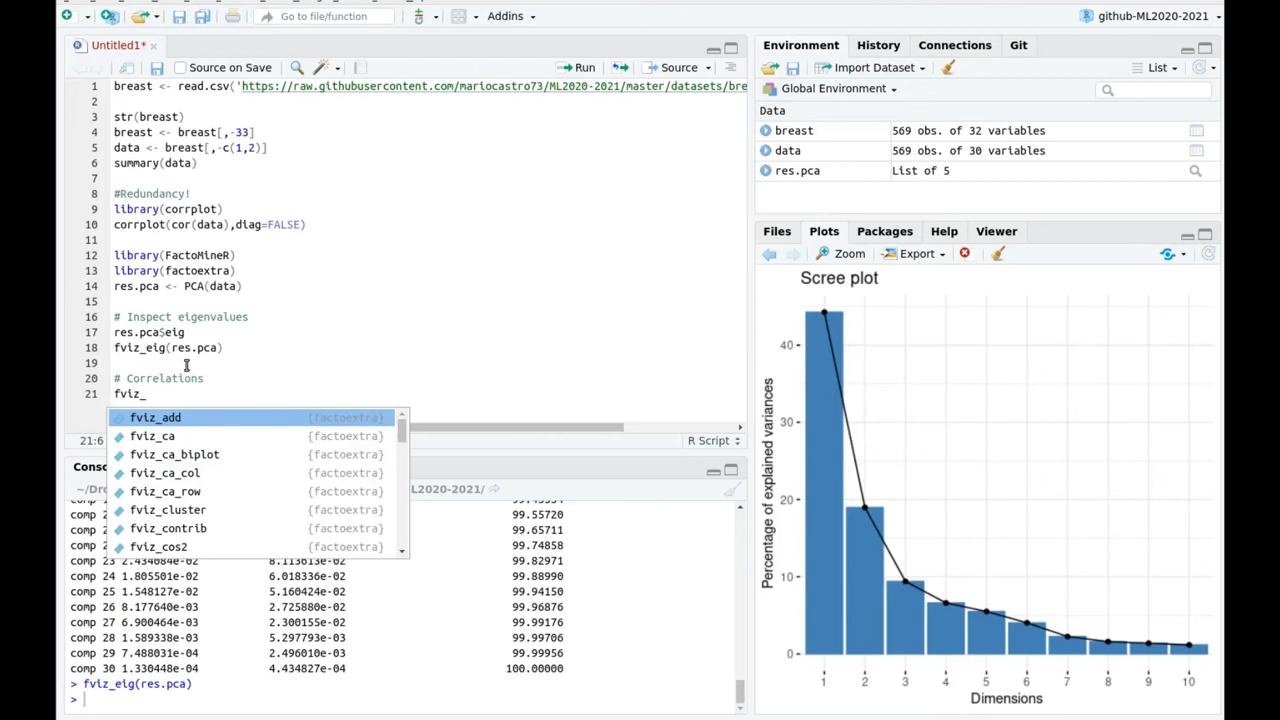 Go to file/function
Addins
github-ML2020-2021
Untitled1*
Source on Save
Run
Source
1 breast <- read.csv('https://raw.githubusercontent.com/mariocastro73/ML2020-2021/master/datasets/bre
2
3 str(breast)
4 breast <- breast[,-33]
5 data <- breast[,-c(1,2)]
6 summary(data)
7
8 #Redundancy!
9 library(corrplot)
10 corrplot(cor(data),diag=FALSE)
11
12 library(FactoMineR)
13 library(factoextra)
14 res.pca <- PCA(data)
15
16 # Inspect eigenvalues
17 res.pca$eig
18 fviz_eig(res.pca)
19
20 # Correlations
21 fviz_
fviz_add {factoextra}
fviz_ca {factoextra}
fviz_ca_biplot {factoextra}
fviz_ca_col {factoextra}
fviz_ca_row {factoextra}
fviz_cluster {factoextra}
fviz_contrib {factoextra}
fviz_cos2 {factoextra}
21:6
R Script
Conso
~/Dro
L2020-2021/
comp 2 99.55720
comp 2 99.65711
comp 2 99.74858
comp 23 2.434084e-02 8.113613e-02 99.82971
comp 24 1.805501e-02 6.018336e-02 99.88990
comp 25 1.548127e-02 5.160424e-02 99.94150
comp 26 8.177640e-03 2.725880e-02 99.96876
comp 27 6.900464e-03 2.300155e-02 99.99176
comp 28 1.589338e-03 5.297793e-03 99.99706
comp 29 7.488031e-04 2.496010e-03 99.99956
comp 30 1.330448e-04 4.434827e-04 100.00000
> fviz_eig(res.pca)
>
Environment History Connections Git
Import Dataset
List
Global Environment
Data
breast 569 obs. of 32 variables
data 569 obs. of 30 variables
res.pca List of 5
Files Plots Packages Help Viewer
Zoom
Export
Scree plot
Percentage of explained variances
40
30
20
10
0
1 2 3 4 5 6 7 8 9 10
Dimensions